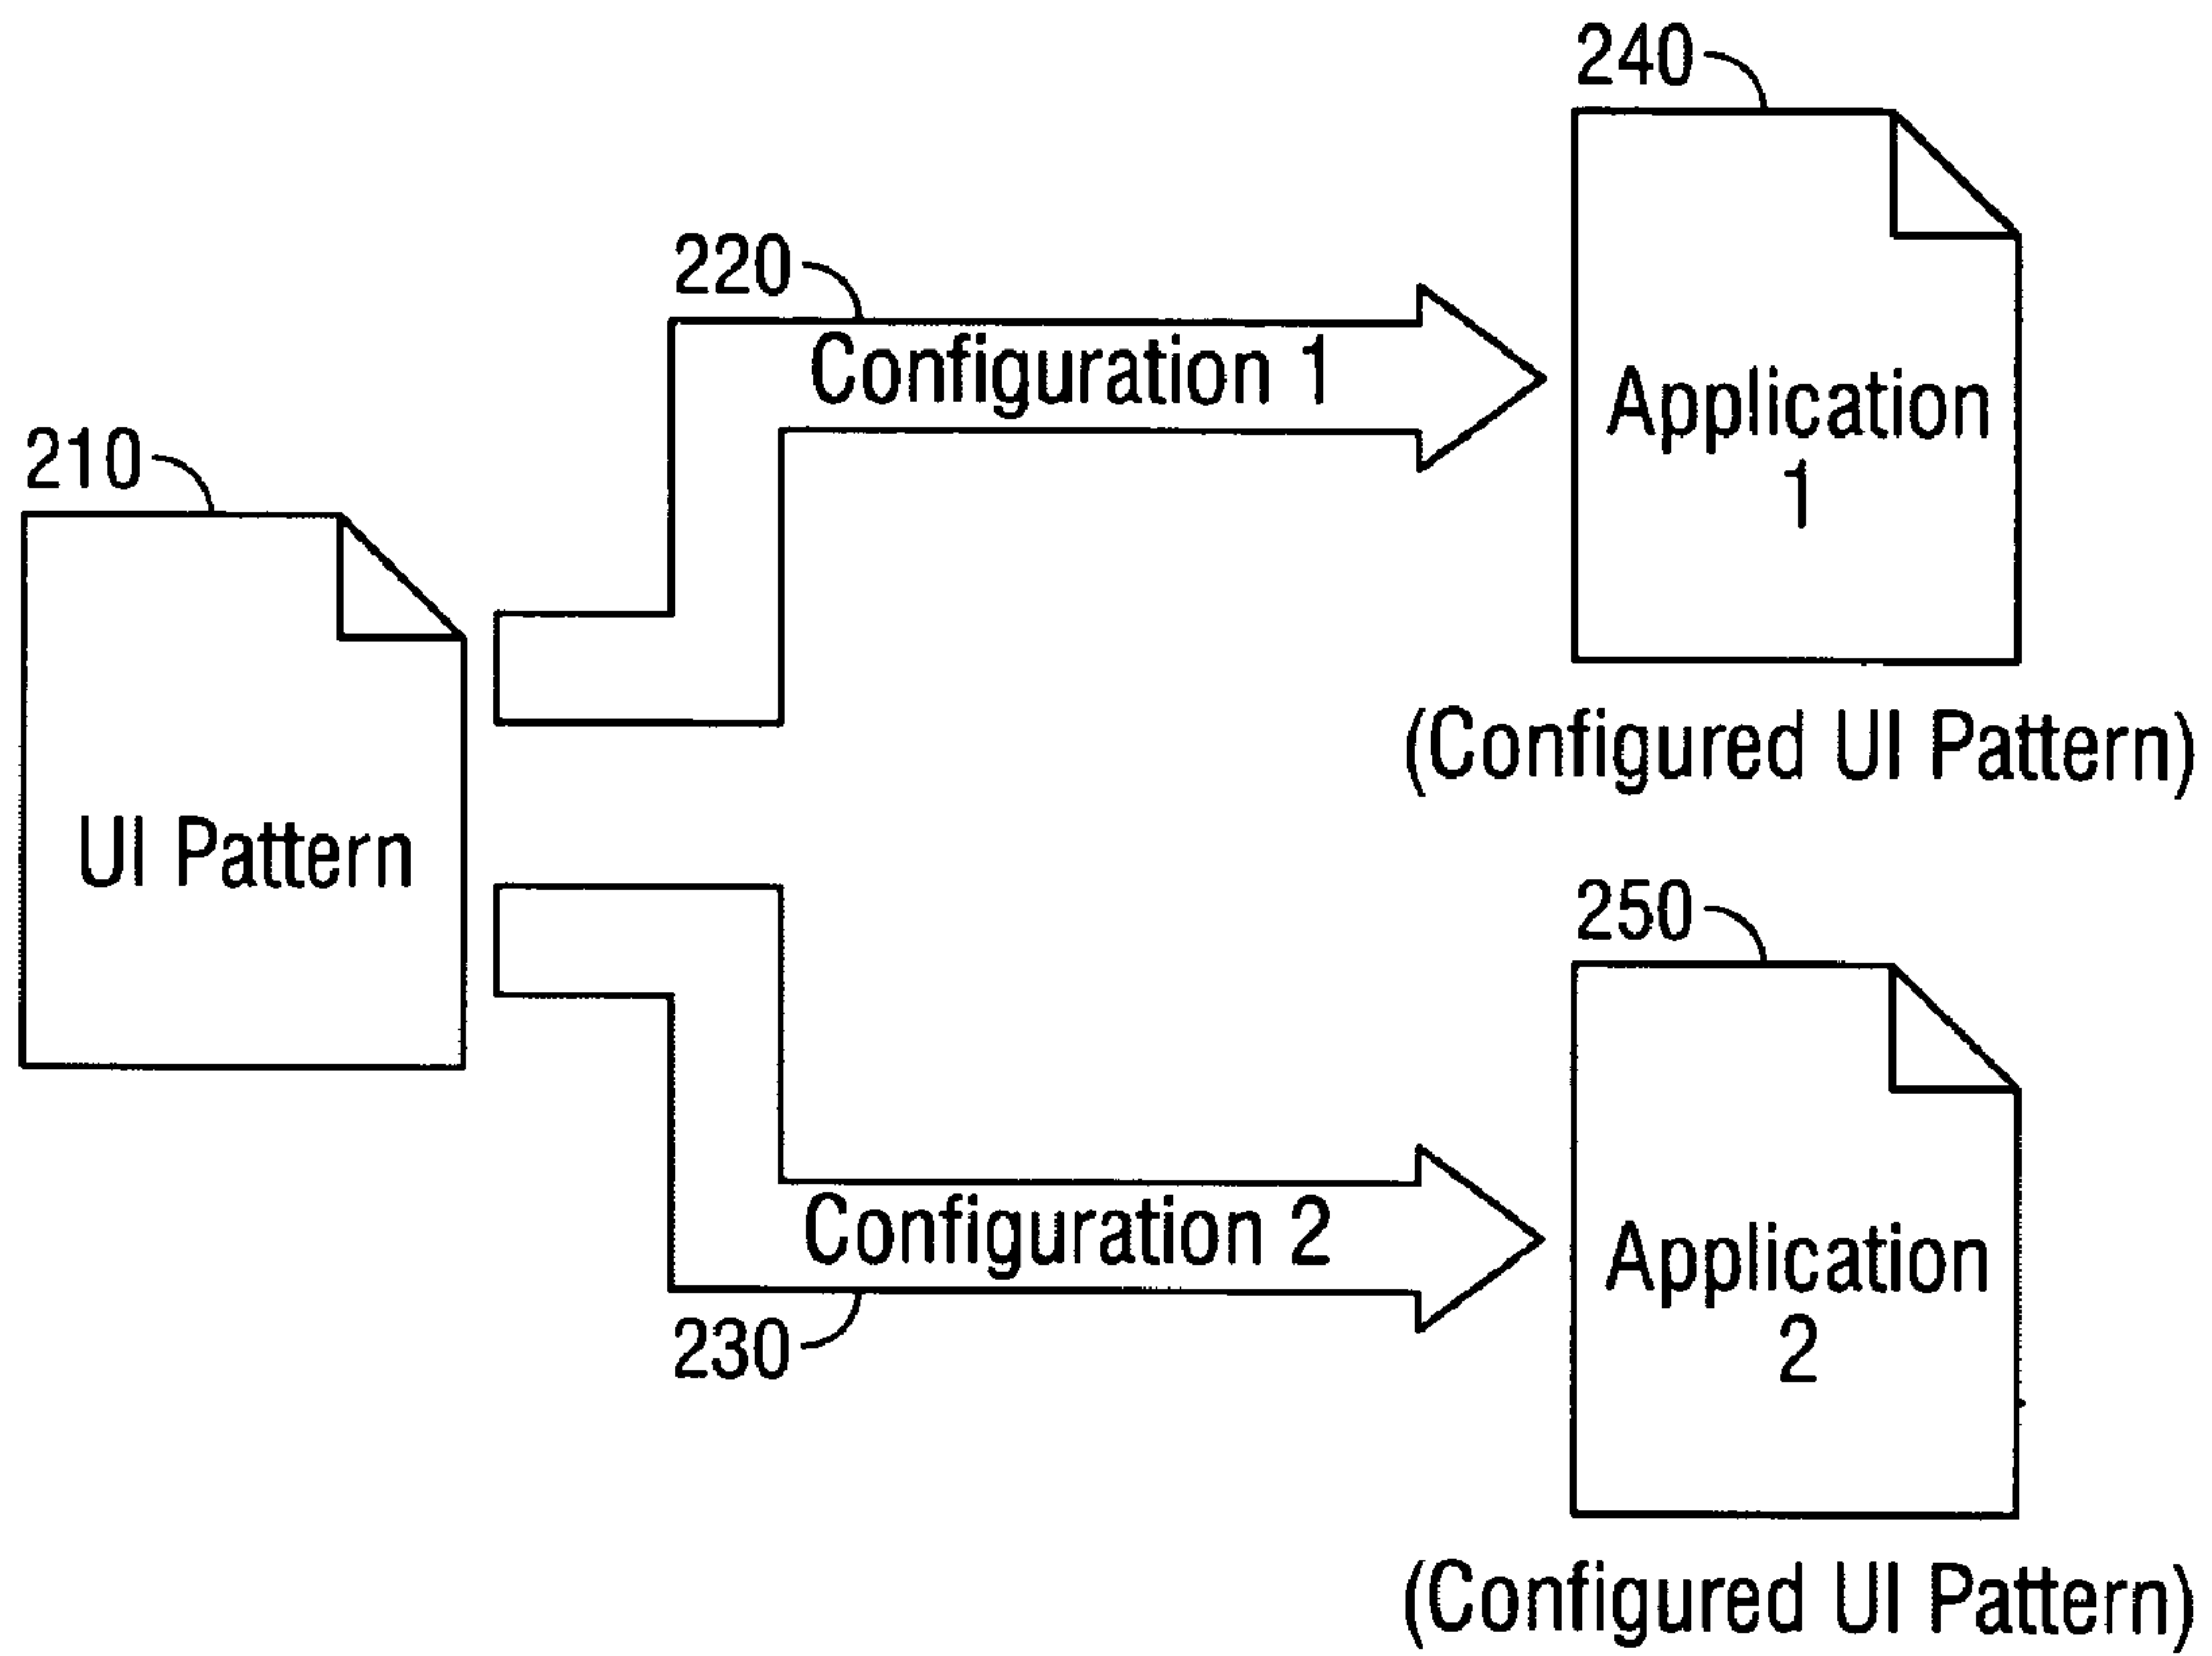 240
220
Configuration 1
Application
1
210
(Configured UI Pattern)
UI Pattern
250
Configuration 2
Application
2
230
(Configured UI Pattern)